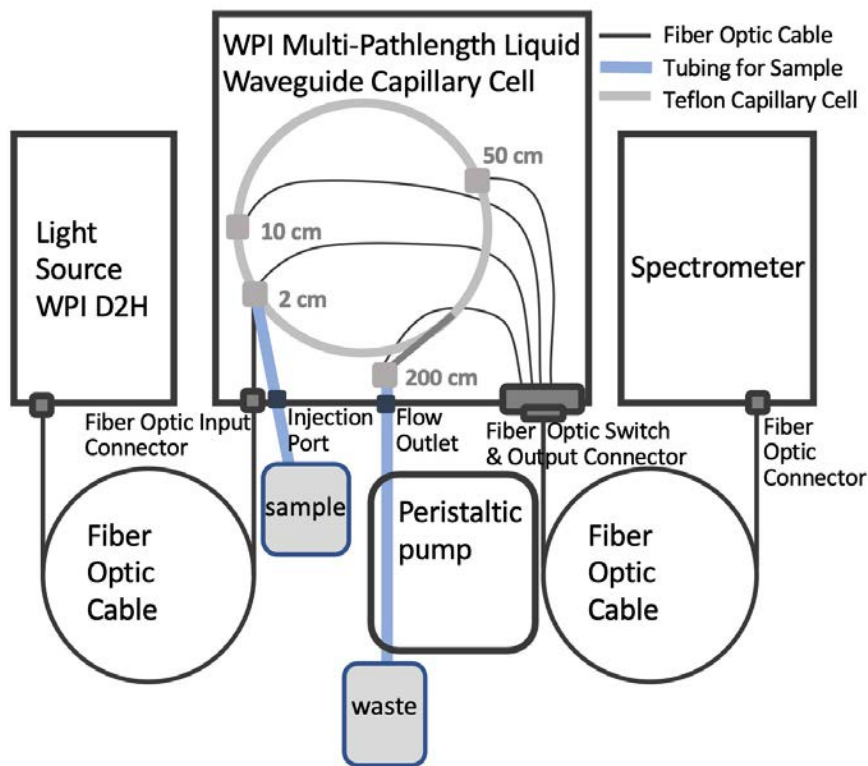 WPI Multi-Pathlength Liquid
Waveguide Capillary Cell
Fiber Optic Cable
Tubing for Sample
Teflon Capillary Cell
Light
Source
WPI D2H
50 cm
10 cm
2 cm
200 cm
Spectrometer
Fiber Optic Input
Connector
Injection
Port
Flow
Outlet
Fiber Optic Switch
& Output Connector
Fiber
Optic
Connector
Fiber
Optic
Cable
sample
Peristaltic
pump
Fiber
Optic
Cable
waste